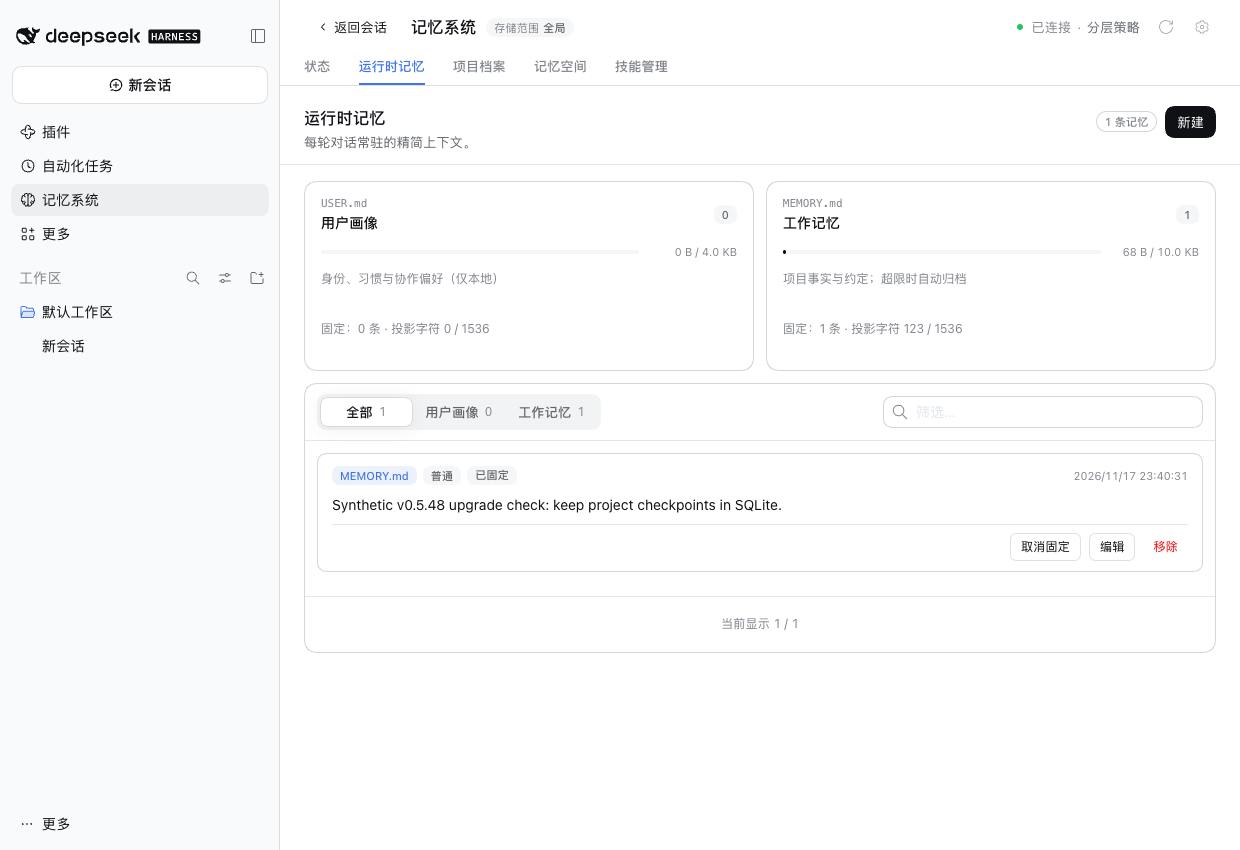 deepseek HARNESS
新会话
插件
自动化任务
记忆系统
更多
工作区
默认工作区
新会话
更多
返回会话 记忆系统 存储范围 全局
已连接 · 分层策略
状态 运行时记忆 项目档案 记忆空间 技能管理
运行时记忆
每轮对话常驻的精简上下文。
1 条记忆 新建
USER.md
用户画像
0
0 B / 4.0 KB
身份、习惯与协作偏好（仅本地）
固定：0 条 · 投影字符 0 / 1536
MEMORY.md
工作记忆
1
68 B / 10.0 KB
项目事实与约定；超限时自动归档
固定：1 条 · 投影字符 123 / 1536
全部 1 用户画像 0 工作记忆 1
筛选...
MEMORY.md 普通 已固定 2026/11/17 23:40:31
Synthetic v0.5.48 upgrade check: keep project checkpoints in SQLite.
取消固定 编辑 移除
当前显示 1 / 1